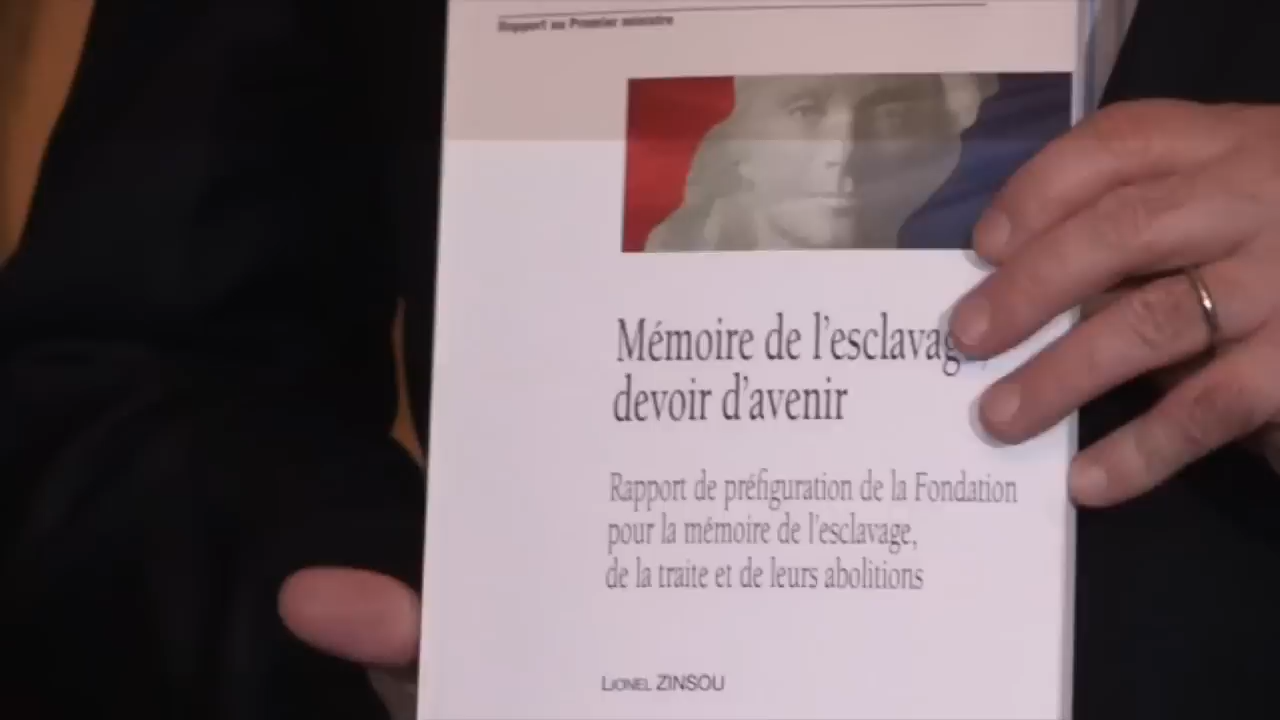 Rapport au Premier ministre
Mémoire de l'esclavage,
devoir d'avenir
Rapport de préfiguration de la Fondation
pour la mémoire de l'esclavage,
de la traite et de leurs abolitions
LIONEL ZINSOU